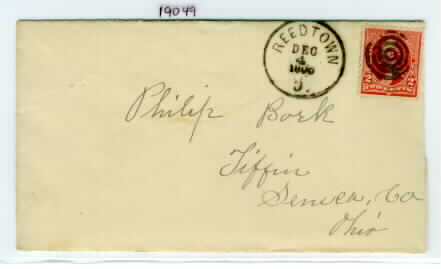 19049
REEDTOWN
DEC
4
Philip Bork
Tiffin
Seneca, Co
Ohio